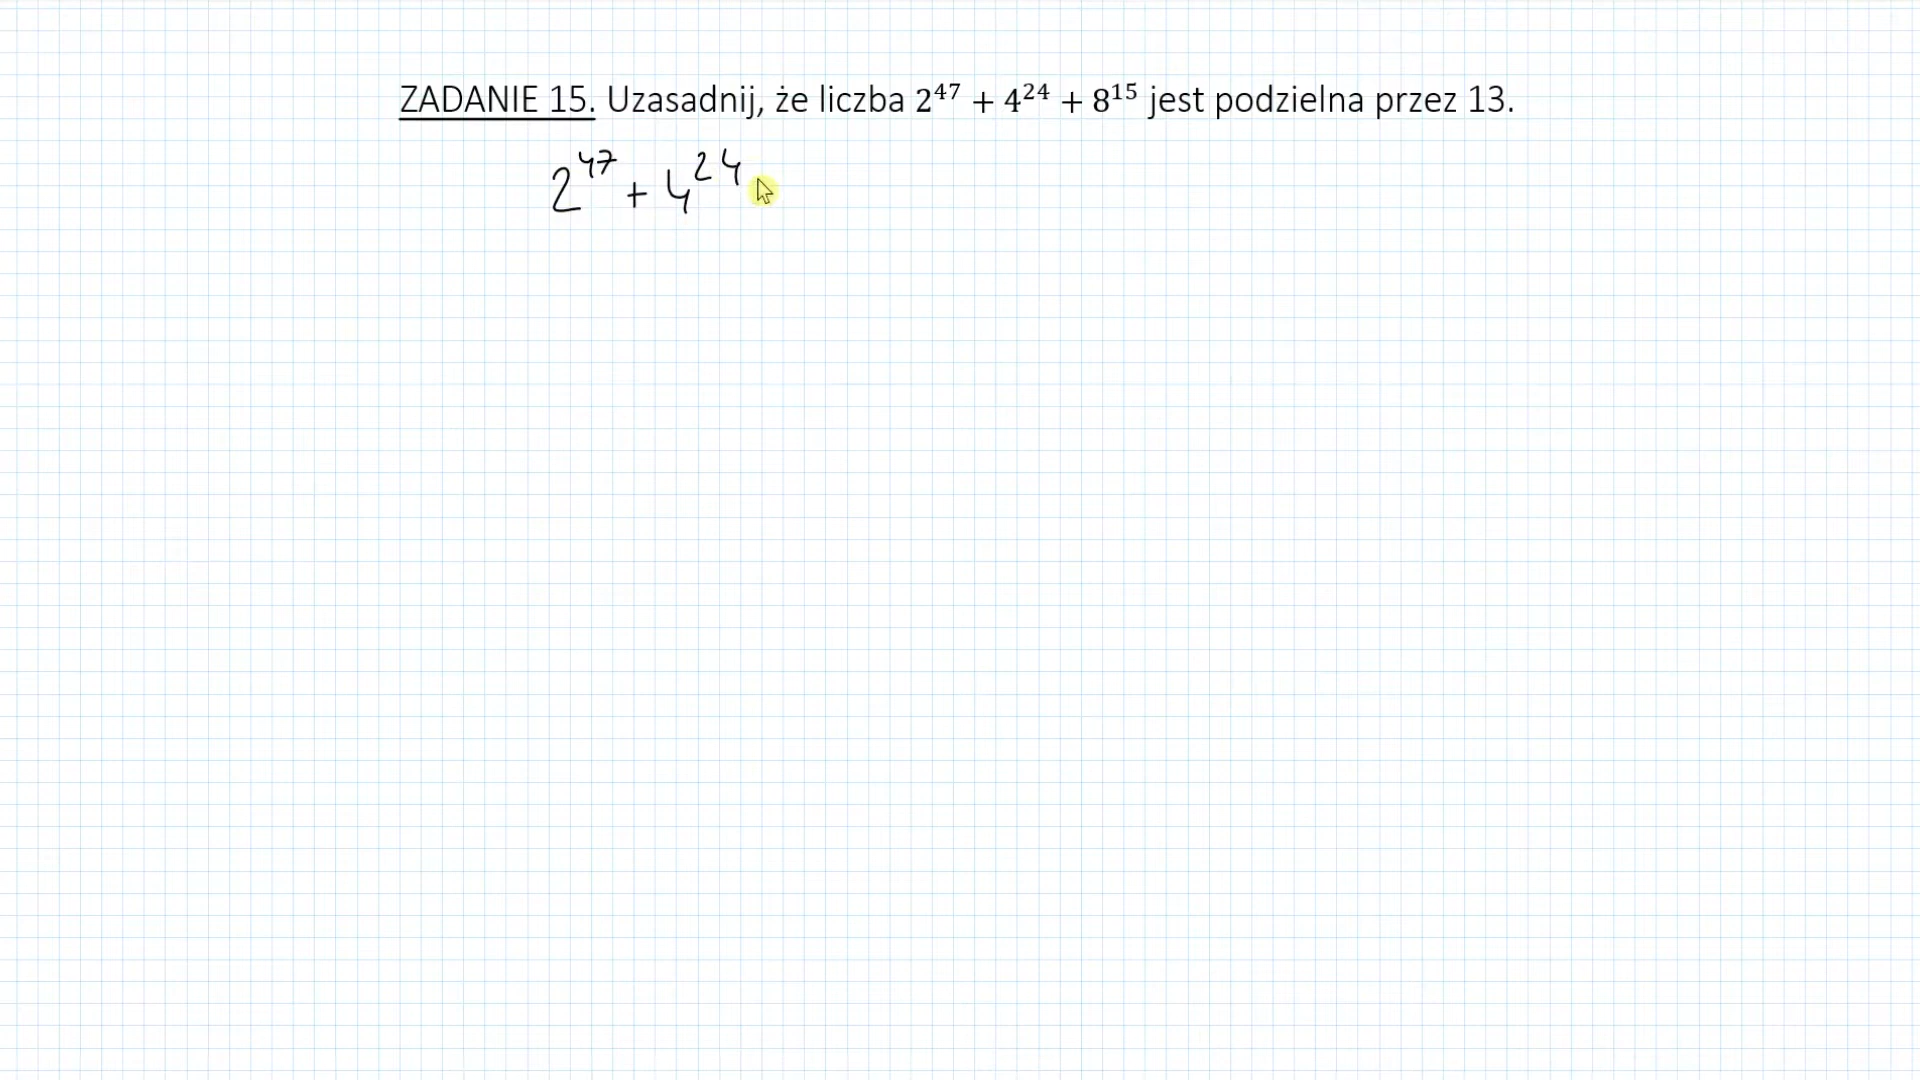 ZADANIE 15. Uzasadnij, że liczba 2⁴⁷ + 4²⁴ + 8¹⁵ jest podzielna przez 13.
2⁴⁷ + 4²⁴